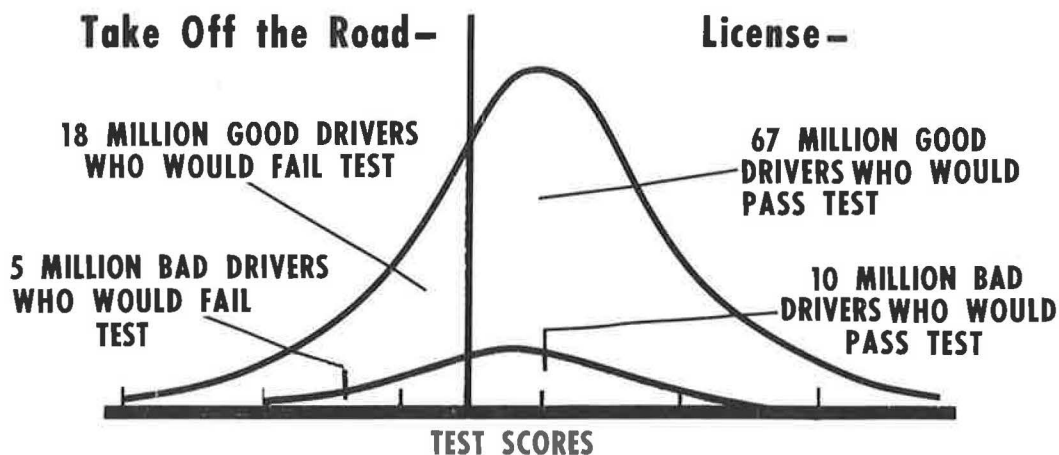 Take Off the Road–
License–
18 MILLION GOOD DRIVERS
WHO WOULD FAIL TEST
67 MILLION GOOD
DRIVERS WHO WOULD
PASS TEST
5 MILLION BAD DRIVERS
WHO WOULD FAIL
TEST
10 MILLION BAD
DRIVERS WHO WOULD
PASS TEST
TEST SCORES